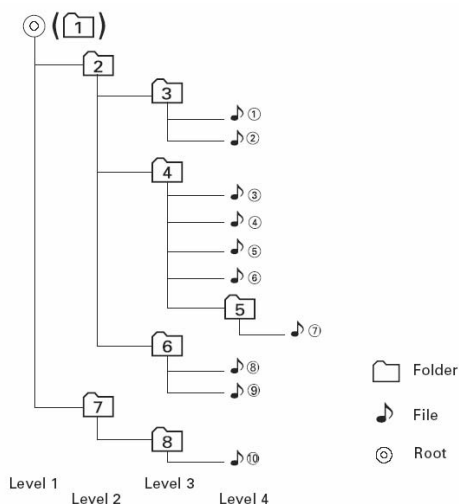 (1)
2
3
①
②
4
③
④
⑤
⑥
5
⑦
6
⑧
⑨
7
8
⑩
Folder
File
Root
Level 1
Level 2
Level 3
Level 4